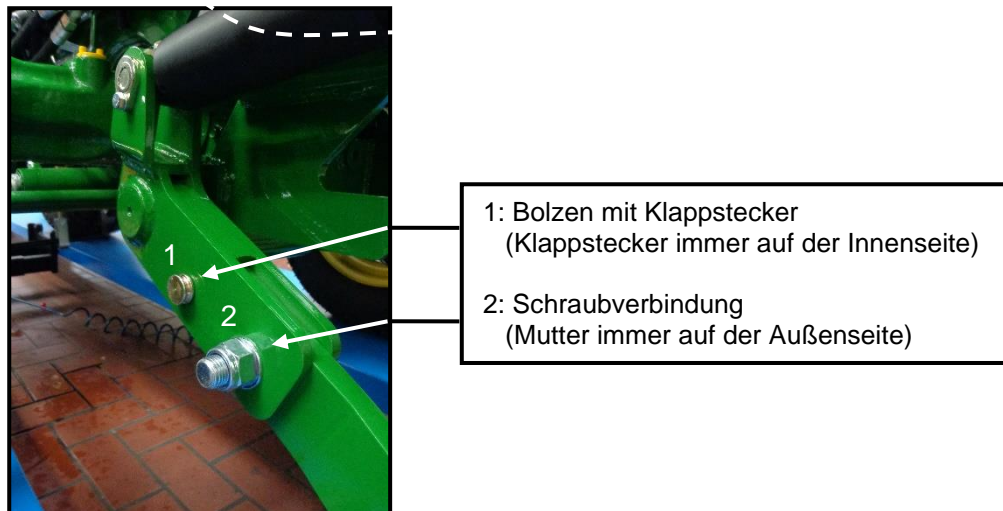 1
2
1: Bolzen mit Klappstecker
(Klappstecker immer auf der Innenseite)
2: Schraubverbindung
(Mutter immer auf der Außenseite)